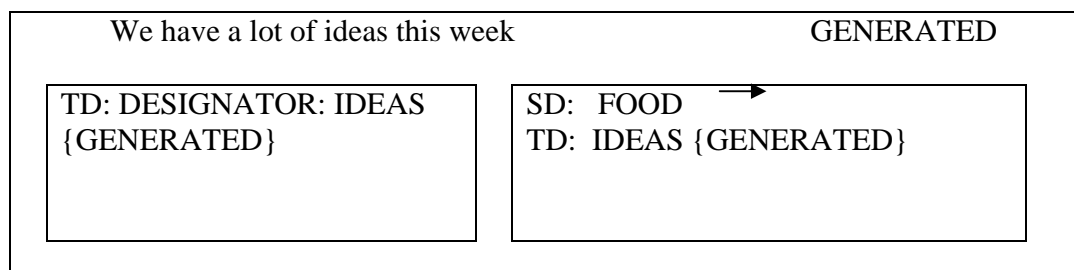 We have a lot of ideas this week GENERATED
TD: DESIGNATOR: IDEAS
{GENERATED}
SD: FOOD
TD: IDEAS {GENERATED}